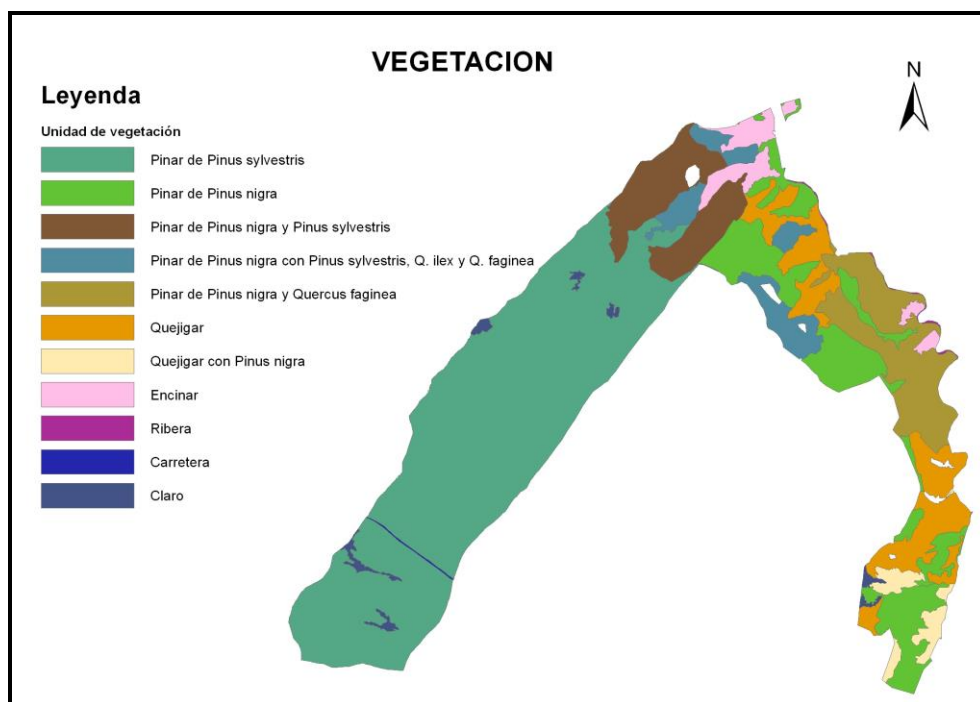 VEGETACION
N
Leyenda
Unidad de vegetación
Pinar de Pinus sylvestris
Pinar de Pinus nigra
Pinar de Pinus nigra y Pinus sylvestris
Pinar de Pinus nigra con Pinus sylvestris, Q. ilex y Q. faginea
Pinar de Pinus nigra y Quercus faginea
Quejigar
Quejigar con Pinus nigra
Encinar
Ribera
Carretera
Claro